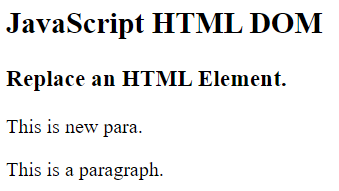 JavaScript HTML DOM
Replace an HTML Element.
This is new para.
This is a paragraph.